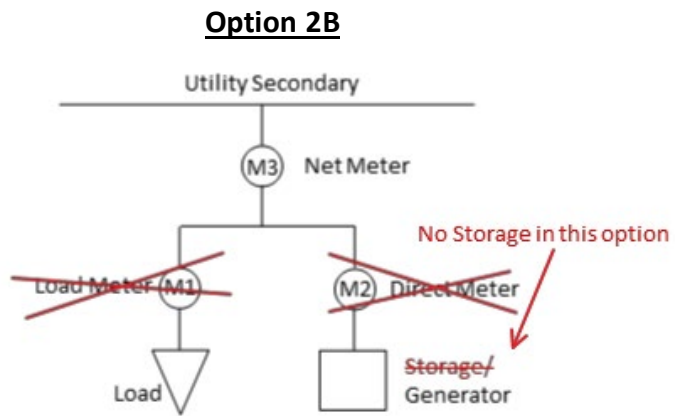 Option 2B
Utility Secondary
M3 Net Meter
No Storage in this option
Load Meter M1
M2 Direct Meter
Storage/
Load
Generator